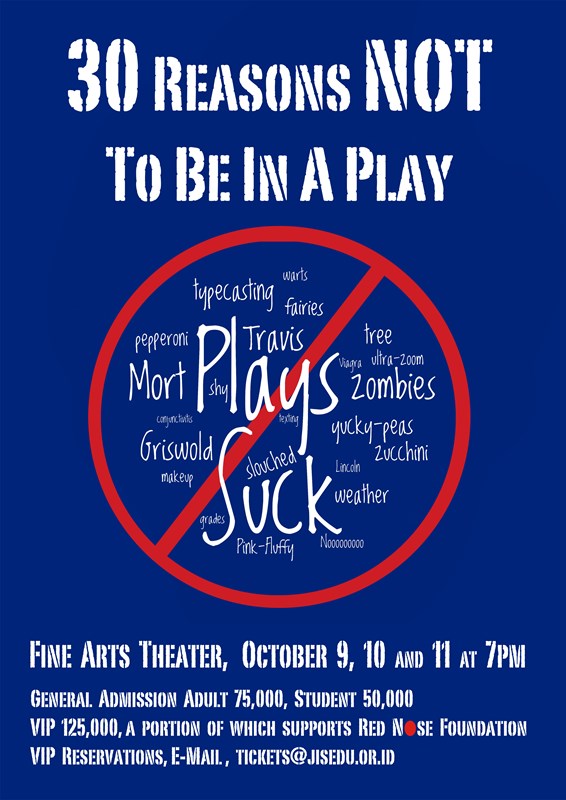 30 Reasons NOT
To Be In A Play
warts
typecasting
fairies
pepperoni
Travis
tree
Plays
Viagra
ultra-zoom
Mort
shy
zombies
conjunctivitis
texting
yucky-peas
Griswold
zucchini
slouched
Lincoln
makeup
Suck
weather
grades
Pink-Fluffy
Nooooooooo
Fine Arts Theater, October 9, 10 and 11 at 7pm
General Admission Adult 75,000, Student 50,000
VIP 125,000, a portion of which supports Red Nose Foundation
VIP Reservations, E-Mail, tickets@jisedu.or.id